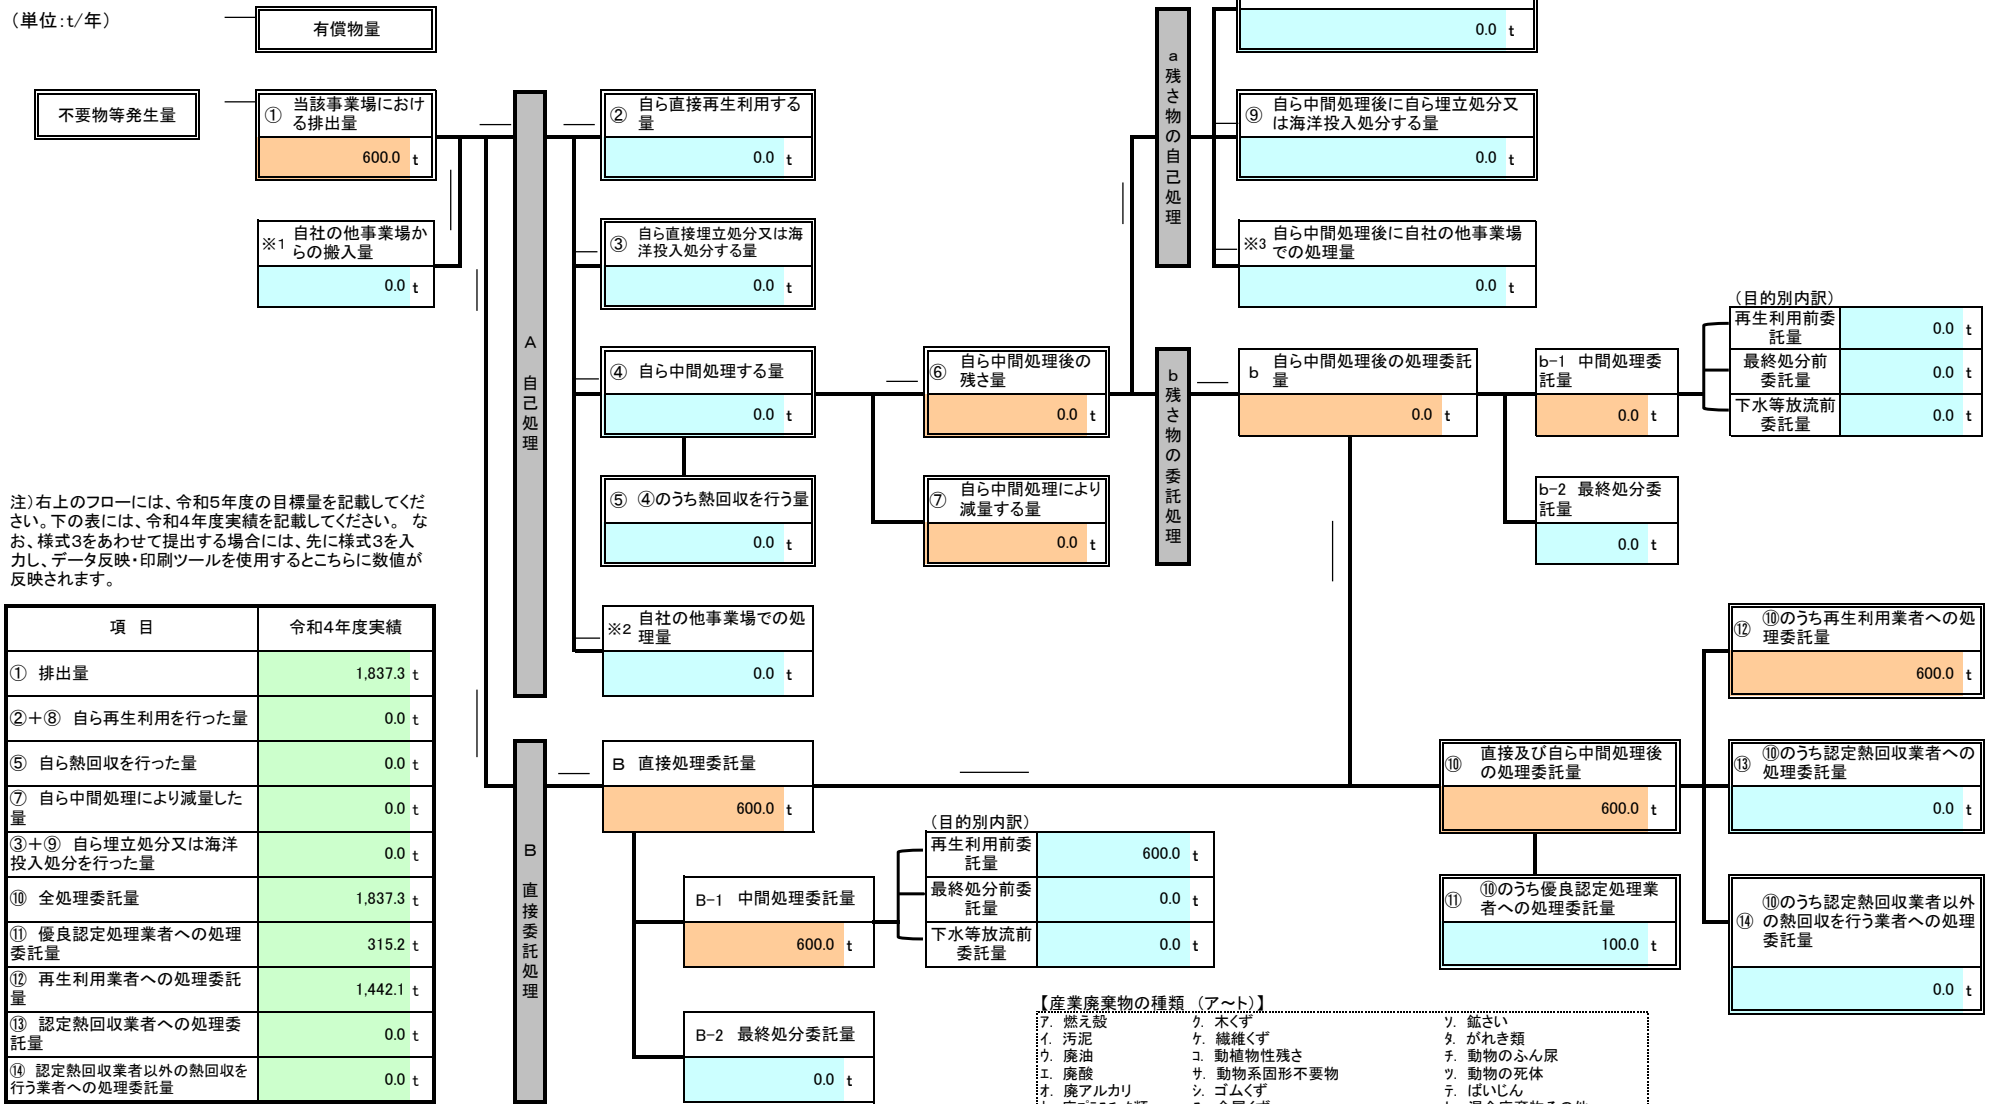 （単位：t/年）
有償物量
不要物等発生量
① 当該事業場におけ
る排出量
600.0 t
※1 自社の他事業場か
らの搬入量
0.0 t
A 自己処理
② 自ら直接再生利用する
量
0.0 t
③ 自ら直接埋立処分又は海
洋投入処分する量
0.0 t
④ 自ら中間処理する量
0.0 t
⑤ ④のうち熱回収を行う量
0.0 t
※2 自社の他事業場での処
理量
0.0 t
⑥ 自ら中間処理後の
残さ量
0.0 t
⑦ 自ら中間処理により
減量する量
0.0 t
a 残さ物の自己処理
0.0 t
⑨ 自ら中間処理後に自ら埋立処分又
は海洋投入処分する量
0.0 t
※3 自ら中間処理後に自社の他事業場
での処理量
0.0 t
b 残さ物の委託処理
b 自ら中間処理後の処理委託
量
0.0 t
b-1 中間処理委
託量
0.0 t
（目的別内訳）
再生利用前委
託量
0.0 t
最終処分前
委託量
0.0 t
下水等放流前
委託量
0.0 t
b-2 最終処分委
託量
0.0 t
注）右上のフローには、令和5年度の目標量を記載してくだ
さい。下の表には、令和4年度実績を記載してください。 な
お、様式3をあわせて提出する場合には、先に様式3を入
力し、データ反映・印刷ツールを使用するとこちらに数値が
反映されます。
項 目 令和4年度実績
① 排出量 1,837.3 t
②＋⑧ 自ら再生利用を行った量 0.0 t
⑤ 自ら熱回収を行った量 0.0 t
⑦ 自ら中間処理により減量した
量 0.0 t
③＋⑨ 自ら埋立処分又は海洋
投入処分を行った量 0.0 t
⑩ 全処理委託量 1,837.3 t
⑪ 優良認定処理業者への処理
委託量 315.2 t
⑫ 再生利用業者への処理委託
量 1,442.1 t
⑬ 認定熱回収業者への処理委
託量 0.0 t
⑭ 認定熱回収業者以外の熱回収を
行う業者への処理委託量 0.0 t
B 直接委託処理
B 直接処理委託量
600.0 t
B-1 中間処理委託量
600.0 t
B-2 最終処分委託量
0.0 t
（目的別内訳）
再生利用前委
託量
600.0 t
最終処分前委
託量
0.0 t
下水等放流前
委託量
0.0 t
⑩ 直接及び自ら中間処理後
の処理委託量
600.0 t
⑪ ⑩のうち優良認定処理業
者への処理委託量
100.0 t
⑫ ⑩のうち再生利用業者への処
理委託量
600.0 t
⑬ ⑩のうち認定熱回収業者への
処理委託量
0.0 t
⑭ ⑩のうち認定熱回収業者以外
の熱回収を行う業者への処理
委託量
0.0 t
【産業廃棄物の種類 （ア～ト）】
ア. 燃え殻 ク. 木くず ソ. 鉱さい
イ. 汚泥 ケ. 繊維くず タ. がれき類
ウ. 廃油 コ. 動植物性残さ チ. 動物のふん尿
エ. 廃酸 サ. 動物系固形不要物 ツ. 動物の死体
オ. 廃アルカリ シ. ゴムくず テ. ばいじん